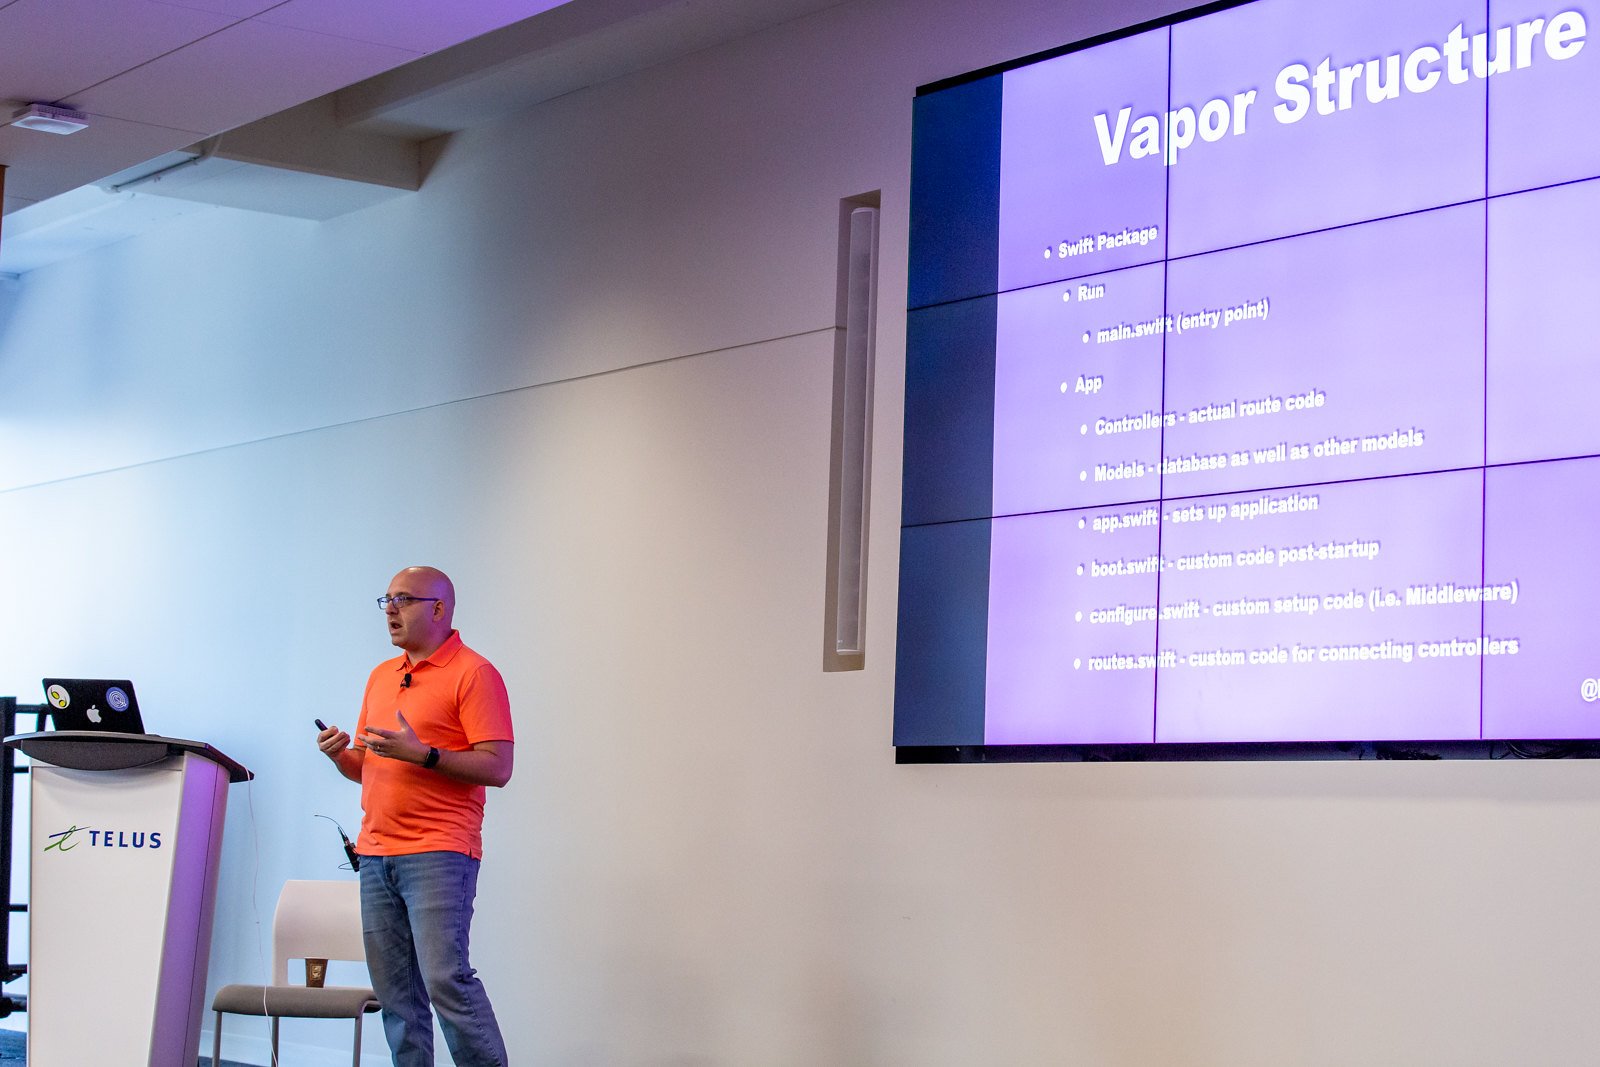 Vapor Structure
• Swift Package
• Run
• main.swift (entry point)
• App
• Controllers - actual route code
• Models - database as well as other models
• app.swift - sets up application
• boot.swift - custom code post-startup
• configure.swift - custom setup code (i.e. Middleware)
• routes.swift - custom code for connecting controllers
@
TELUS